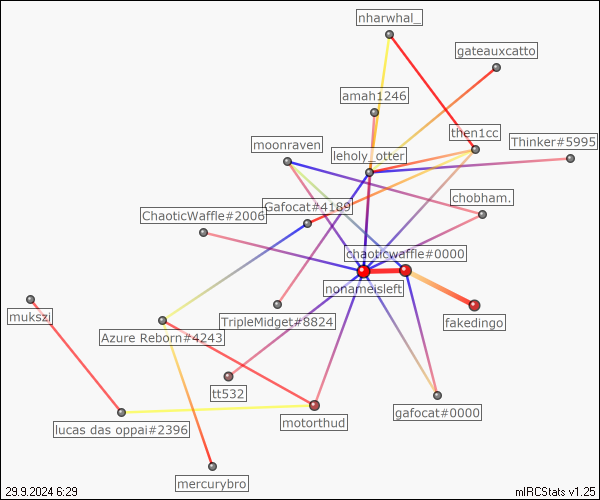 nharwhal_
gateauxcatto
amah1246
then1cc
Thinker#5995
moonraven
leholy_otter
chobham.
Gafocat#4189
ChaoticWaffle#2006
chaoticwaffle#0000
nonameisleft
mukszi
TripleMidget#8824
fakedingo
Azure Reborn#4243
tt532
gafocat#0000
motorthud
lucas das oppai#2396
mercurybro
29.9.2024 6:29
mIRCStats v1.25